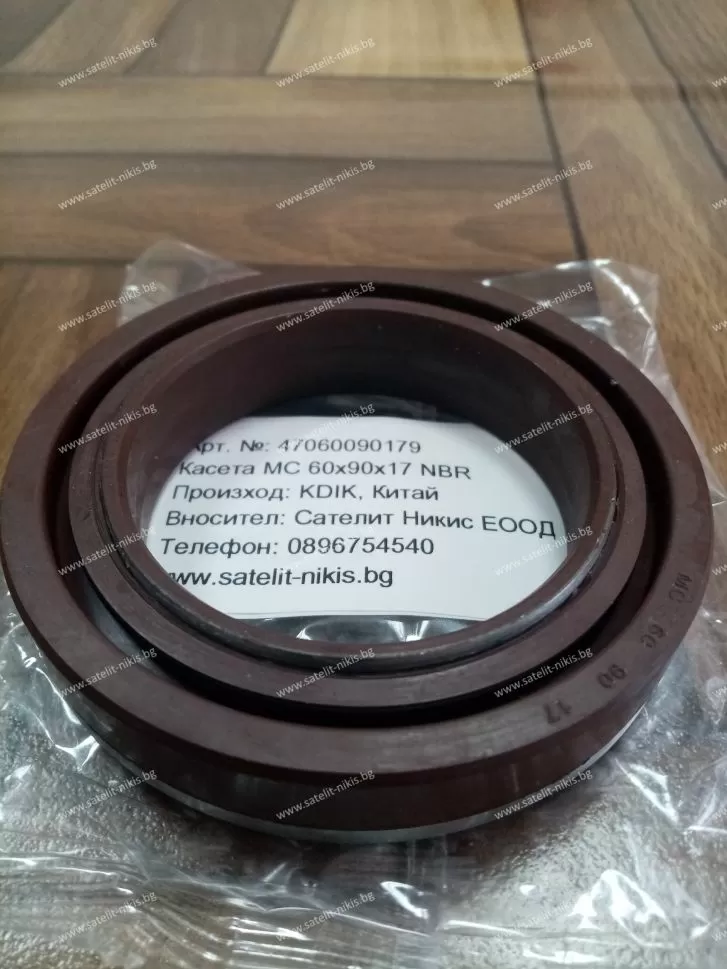 Арт. №: 47060090179
Касета MC 60x90x17 NBR
Произход: KDIK, Китай
Вносител: Сателит Никис ЕООД
Телефон: 0896754540
www.satelit-nikis.bg
MC 60 90 17
www.satelit-nikis.bg